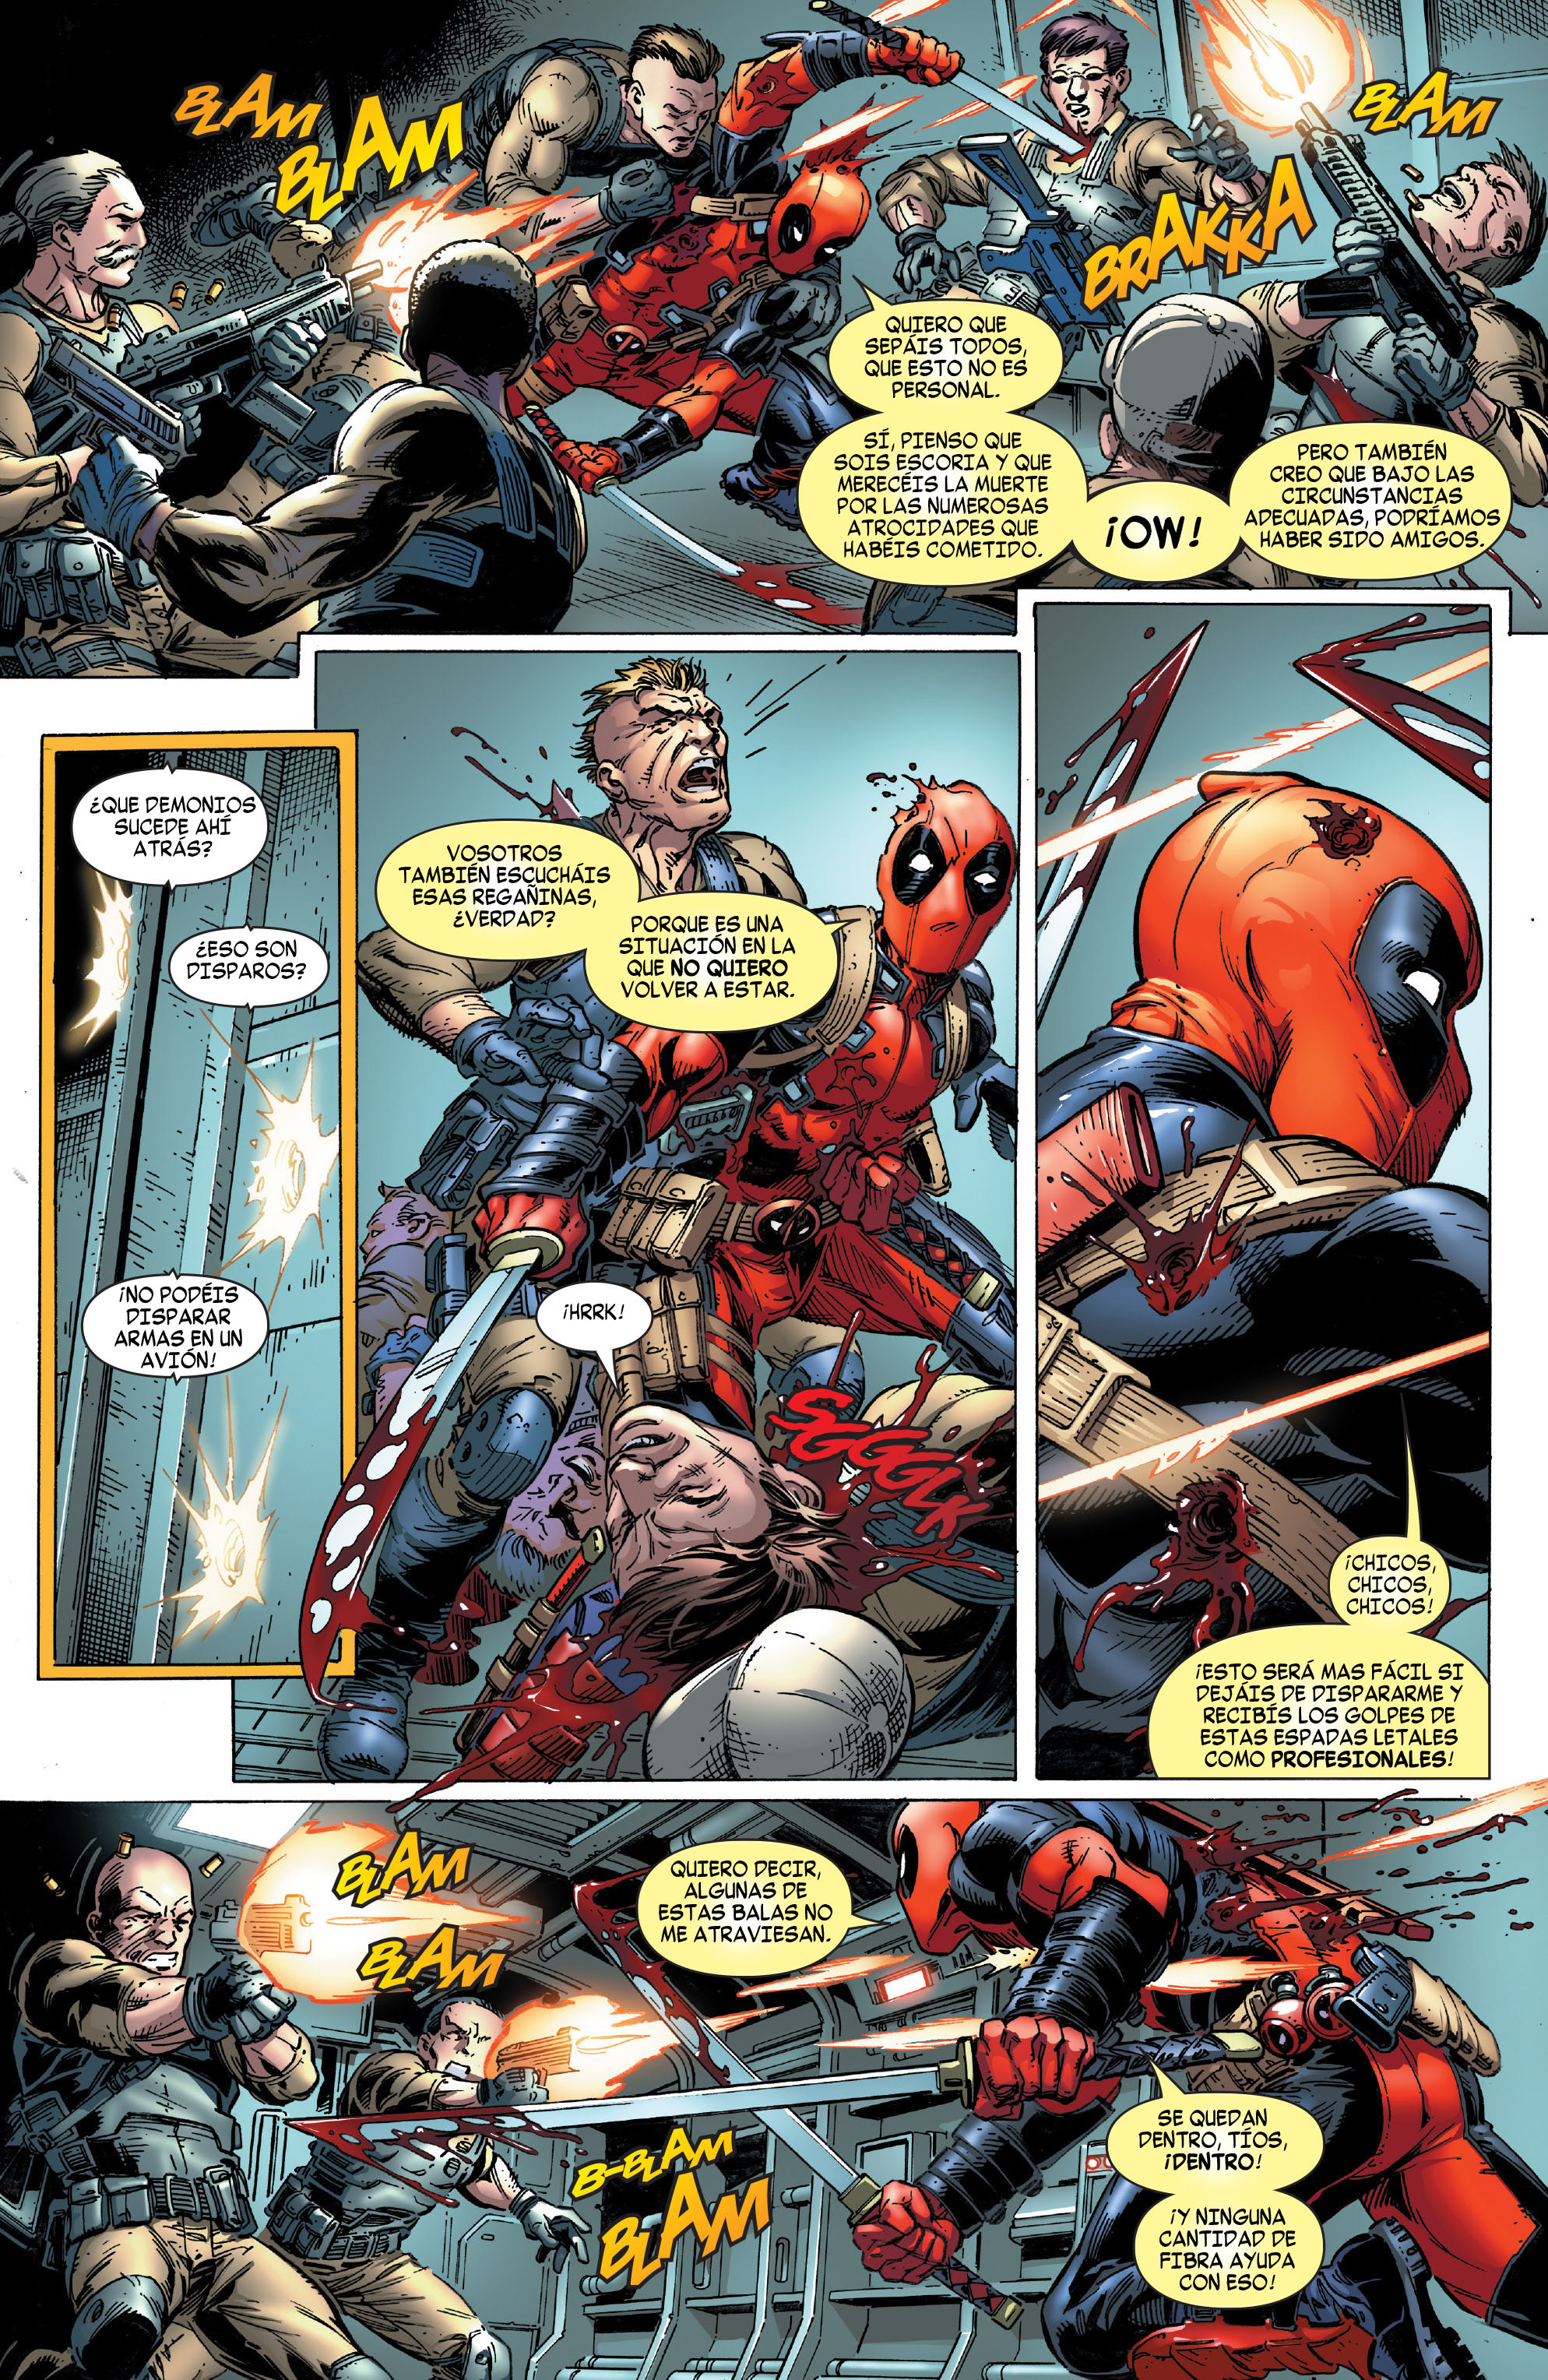 BLAM
BLAM
BLAM
BRAKKA
QUIERO QUE
SEPÁIS TODOS,
QUE ESTO NO ES
PERSONAL.
SÍ, PIENSO QUE
SOIS ESCORIA Y QUE
MERECÉIS LA MUERTE
POR LAS NUMEROSAS
ATROCIDADES QUE
HABÉIS COMETIDO.
¡OW!
PERO TAMBIÉN
CREO QUE BAJO LAS
CIRCUNSTANCIAS
ADECUADAS, PODRÍAMOS
HABER SIDO AMIGOS.
¿QUE DEMONIOS
SUCEDE AHÍ
ATRÁS?
¿ESO SON
DISPAROS?
¡NO PODÉIS
DISPARAR
ARMAS EN UN
AVIÓN!
VOSOTROS
TAMBIÉN ESCUCHÁIS
ESAS REGAÑINAS,
¿VERDAD?
PORQUE ES UNA
SITUACIÓN EN LA
QUE NO QUIERO
VOLVER A ESTAR.
¡HRRK!
SGGGLK
¡CHICOS,
CHICOS,
CHICOS!
¡ESTO SERÁ MAS FÁCIL SI
DEJÁIS DE DISPARARME Y
RECIBÍS LOS GOLPES DE
ESTAS ESPADAS LETALES
COMO PROFESIONALES!
BLAM
BLAM
QUIERO DECIR,
ALGUNAS DE
ESTAS BALAS NO
ME ATRAVIESAN.
B-BLAM
BLAM
SE QUEDAN
DENTRO, TÍOS,
¡DENTRO!
¡Y NINGUNA
CANTIDAD DE
FIBRA AYUDA
CON ESO!